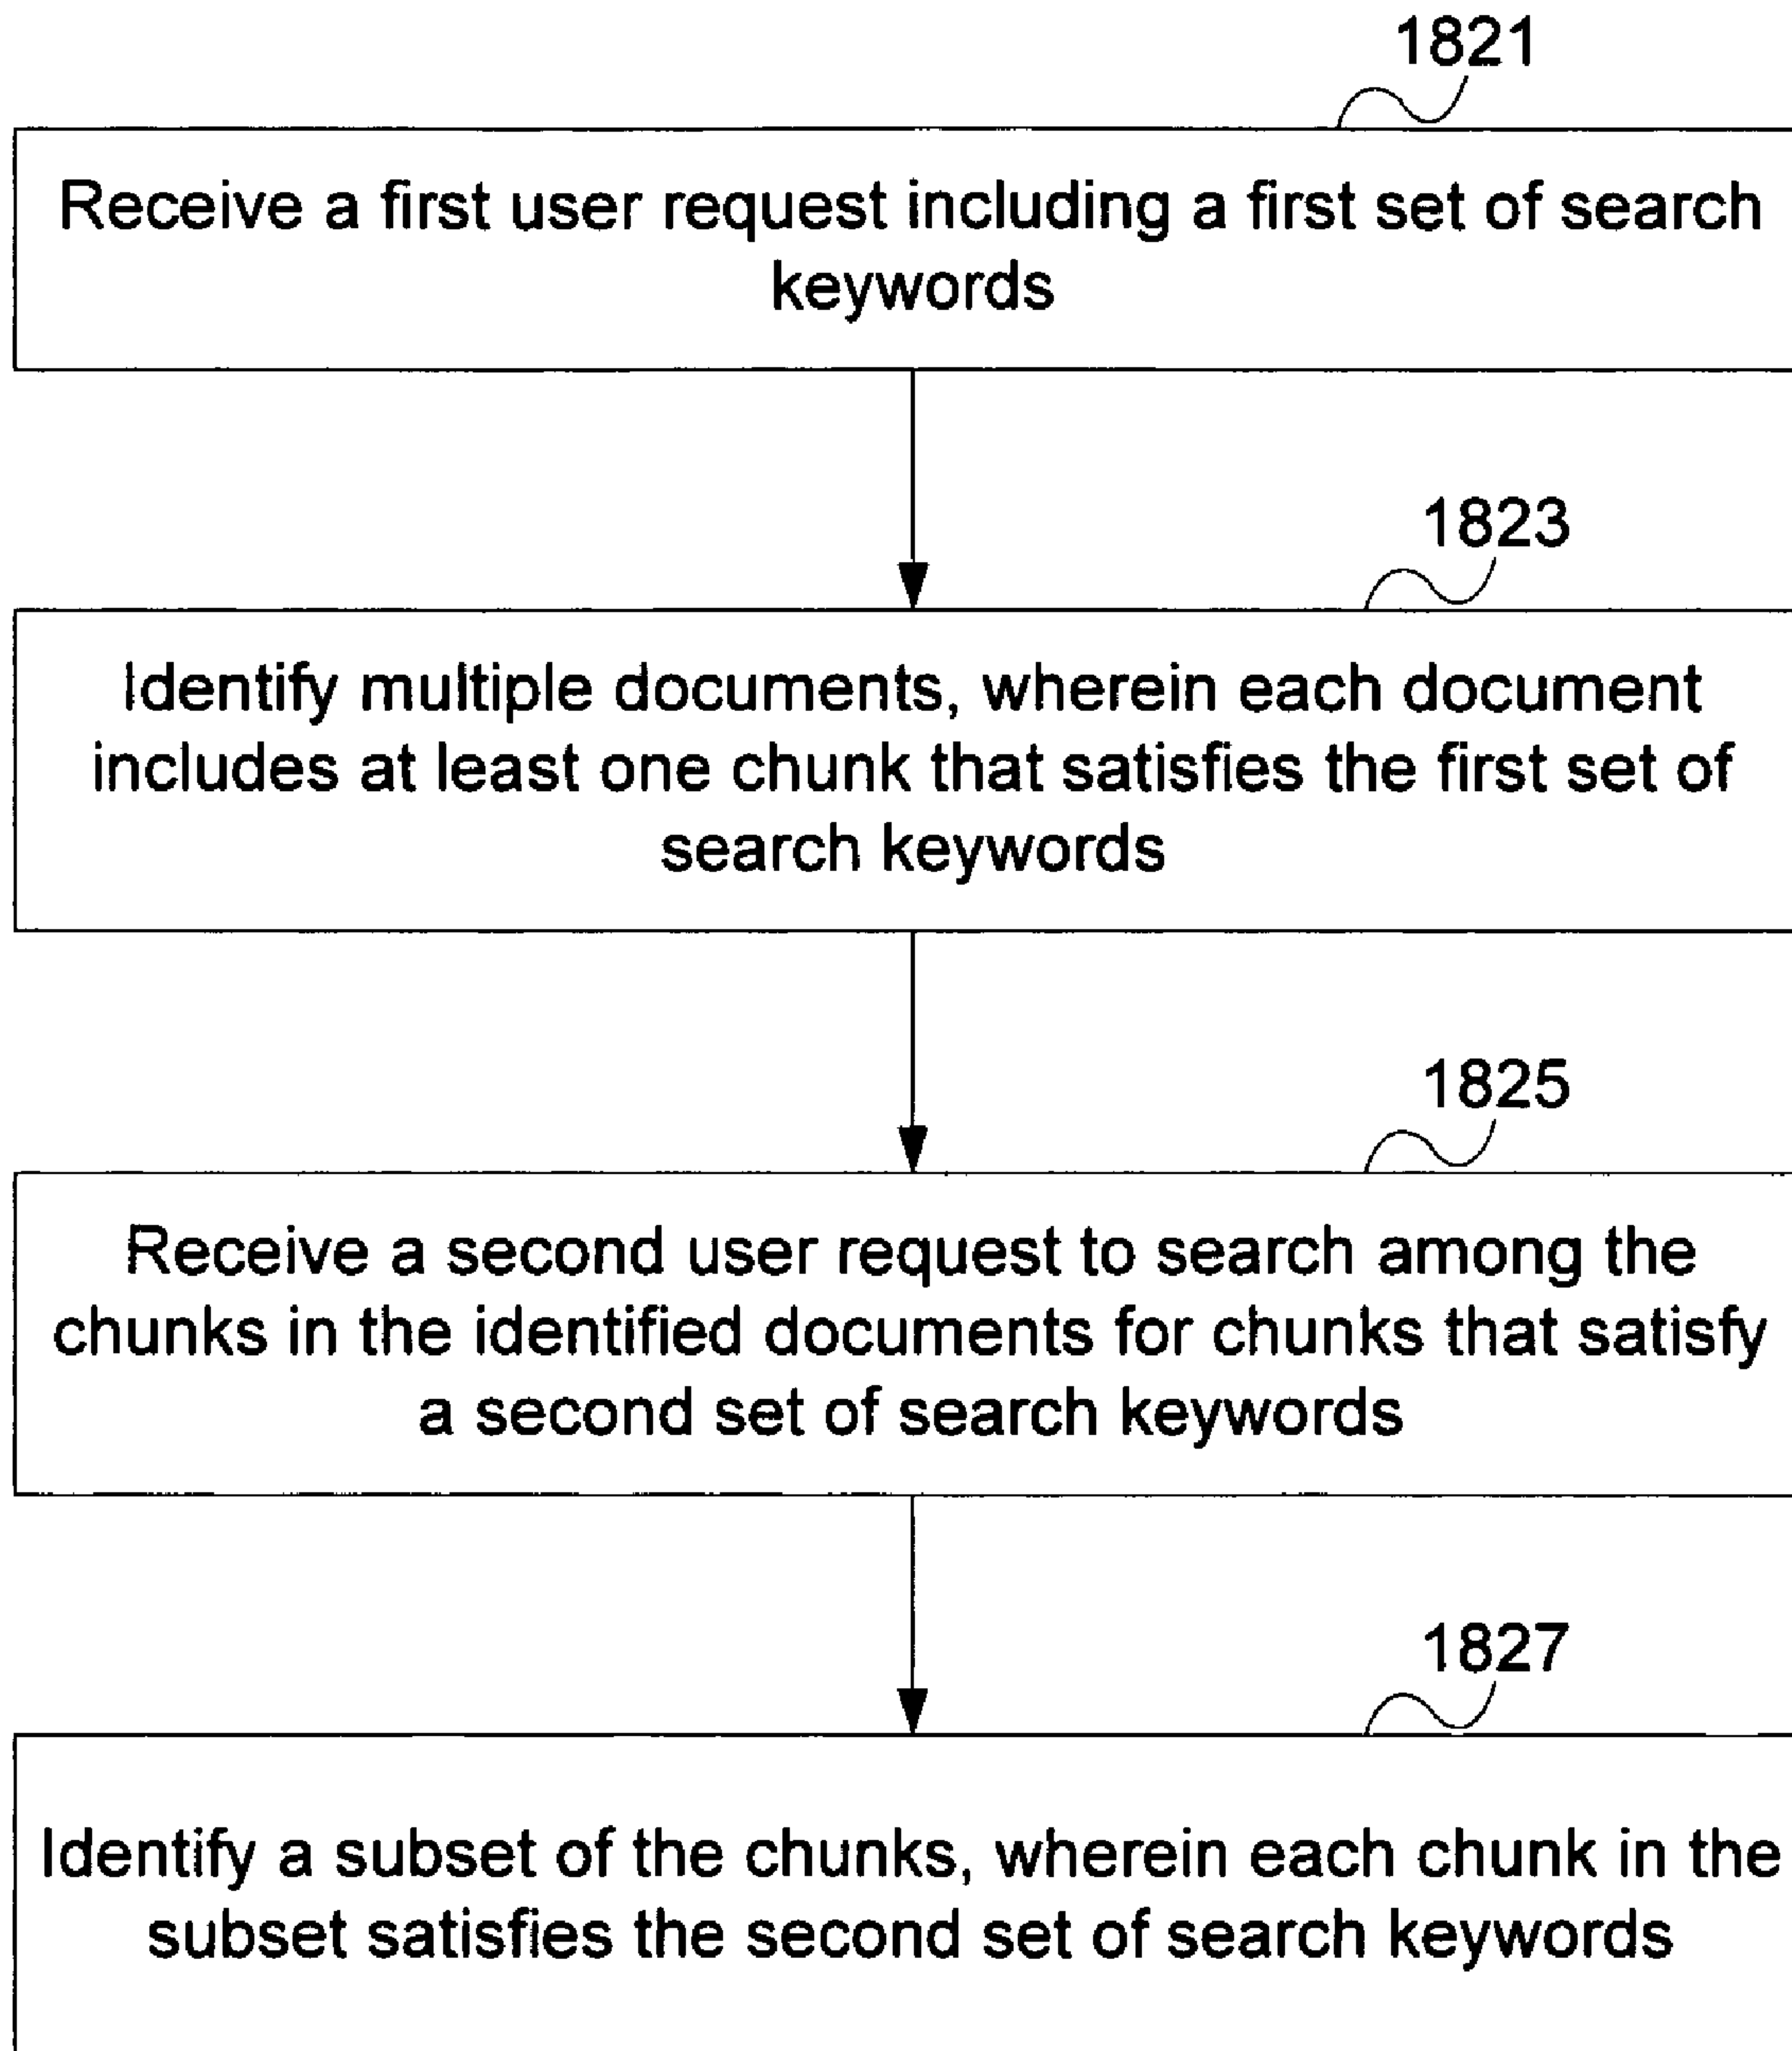 1821
Receive a first user request including a first set of search
keywords
1823
Identify multiple documents, wherein each document
includes at least one chunk that satisfies the first set of
search keywords
1825
Receive a second user request to search among the
chunks in the identified documents for chunks that satisfy
a second set of search keywords
1827
Identify a subset of the chunks, wherein each chunk in the
subset satisfies the second set of search keywords